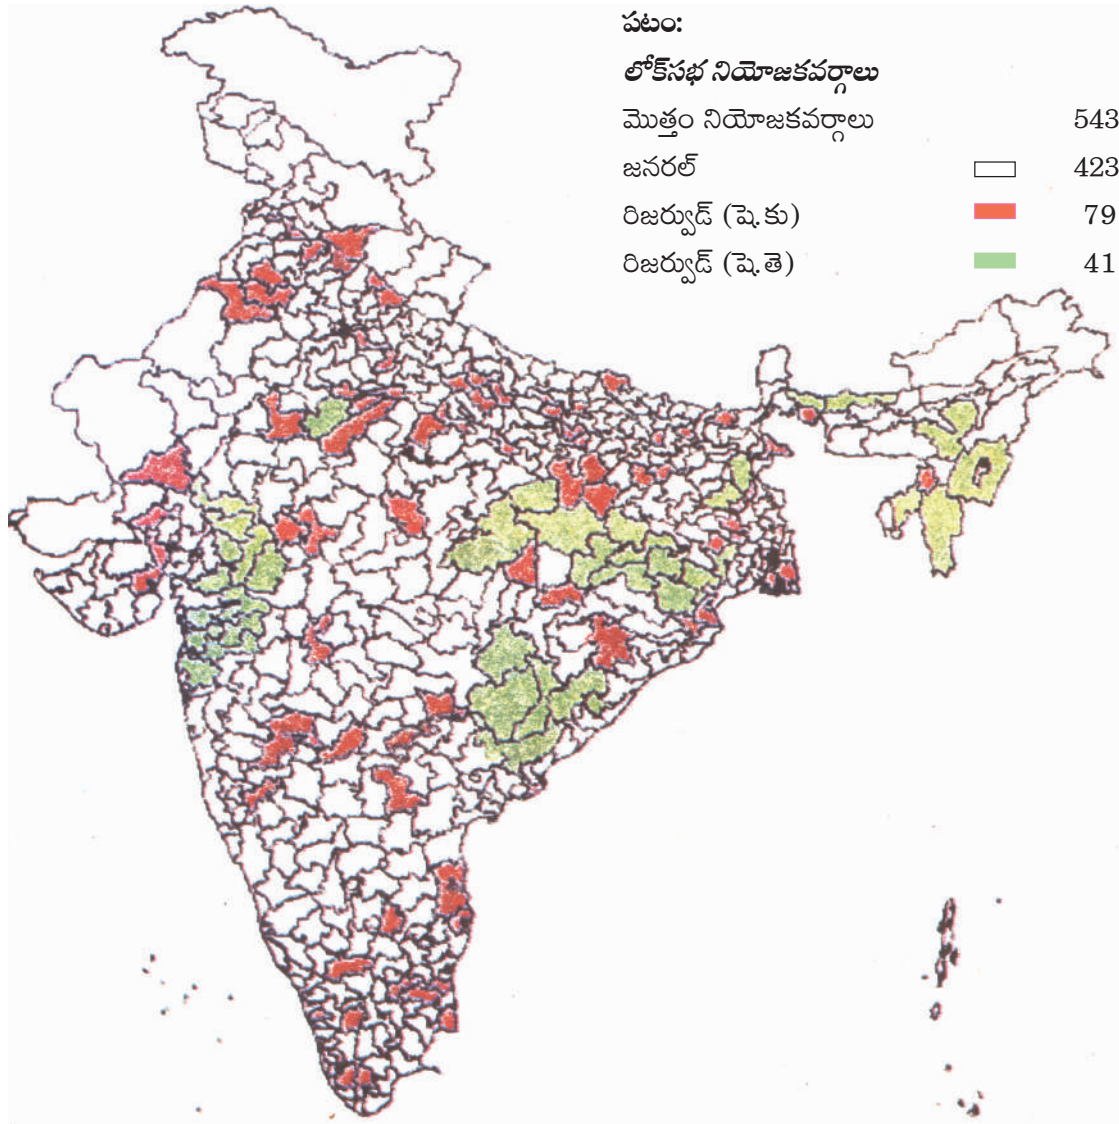 పటం:
లోక్‌సభ నియోజకవర్గాలు
మొత్తం నియోజకవర్గాలు 543
జనరల్ 423
రిజర్వుడ్ (షె.కు) 79
రిజర్వుడ్ (షె.తె) 41